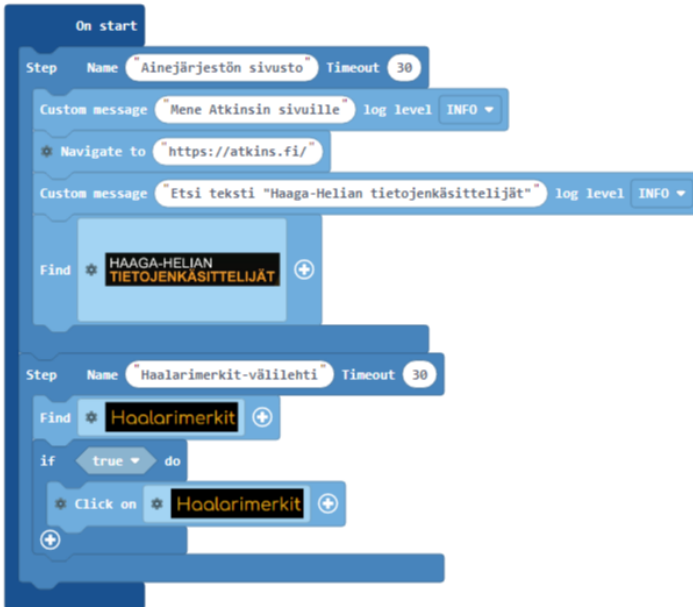 On start
Step Name "Ainejärjestön sivusto" Timeout 30
Custom message "Mene Atkinsin sivuille" log level INFO
Navigate to "https://atkins.fi/"
Custom message "Etsi teksti "Haaga-Helian tietojenkäsittelijät"" log level INFO
Find HAAGA-HELIAN
TIETOJENKÄSITTELIJÄT
Step Name "Haalarimerkit-välilehti" Timeout 30
Find Haalarimerkit
if true do
Click on Haalarimerkit